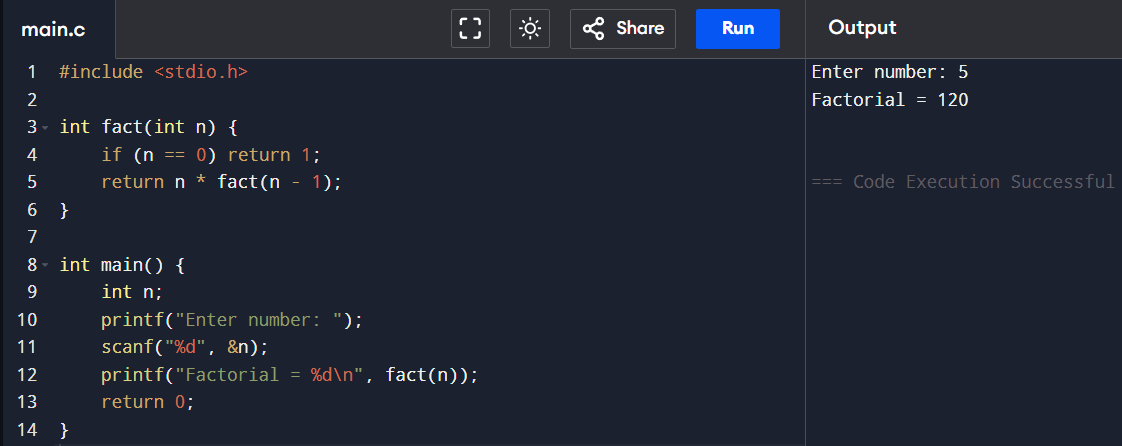 main.c Share Run Output
1 #include <stdio.h>
2
3 int fact(int n) {
4     if (n == 0) return 1;
5     return n * fact(n - 1);
6 }
7
8 int main() {
9     int n;
10     printf("Enter number: ");
11     scanf("%d", &n);
12     printf("Factorial = %d\n", fact(n));
13     return 0;
14 }
Enter number: 5
Factorial = 120
=== Code Execution Successful